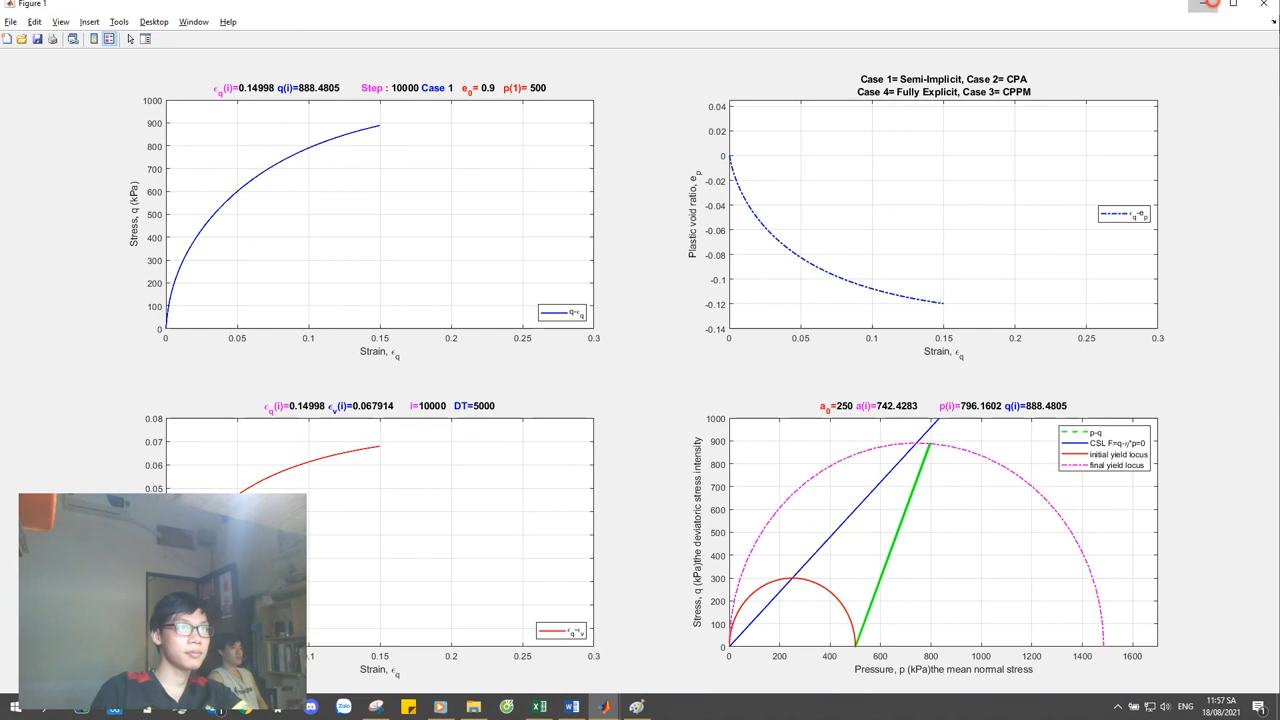 Figure 1
File Edit View Insert Tools Desktop Window Help
ϵq(i)=0.14998 q(i)=888.4805 Step : 10000 Case 1 e0= 0.9 p(1)= 500
1000
900
800
700
600
500
400
300
200
100
0
Stress, q (kPa)
0 0.05 0.1 0.15 0.2 0.25 0.3
Strain, ϵq
q-ϵq
Case 1= Semi-Implicit, Case 2= CPA
Case 4= Fully Explicit, Case 3= CPPM
0.04
0.02
0
-0.02
-0.04
-0.06
-0.08
-0.1
-0.12
-0.14
Plastic void ratio, ep
0 0.05 0.1 0.15 0.2 0.25 0.3
Strain, ϵq
ϵq-ep
ϵq(i)=0.14998 ϵv(i)=0.067914 i=10000 DT=5000
0.08
0.07
0.06
0.05
0.1 0.15 0.2 0.25 0.3
Strain, ϵq
ϵq-ϵv
a0=250 a(i)=742.4283 p(i)=796.1602 q(i)=888.4805
1000
900
800
700
600
500
400
300
200
100
0
Stress, q (kPa)the deviatoric stress intensity
0 200 400 600 800 1000 1200 1400 1600
Pressure, p (kPa)the mean normal stress
p-q
CSL F=q-η*p=0
initial yield locus
final yield locus
Zalo
ENG
11:57 SA
18/08/2021